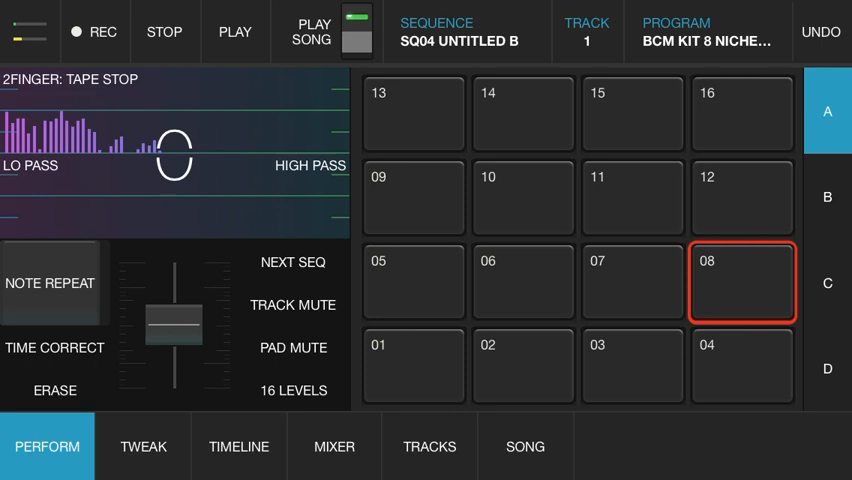 REC
STOP
PLAY
PLAY
SONG
SEQUENCE
SQ04 UNTITLED B
TRACK
1
PROGRAM
BCM KIT 8 NICHE...
UNDO
2FINGER: TAPE STOP
LO PASS
HIGH PASS
13
14
15
16
A
09
10
11
12
B
NOTE REPEAT
NEXT SEQ
TRACK MUTE
05
06
07
08
C
TIME CORRECT
PAD MUTE
ERASE
16 LEVELS
01
02
03
04
D
PERFORM
TWEAK
TIMELINE
MIXER
TRACKS
SONG